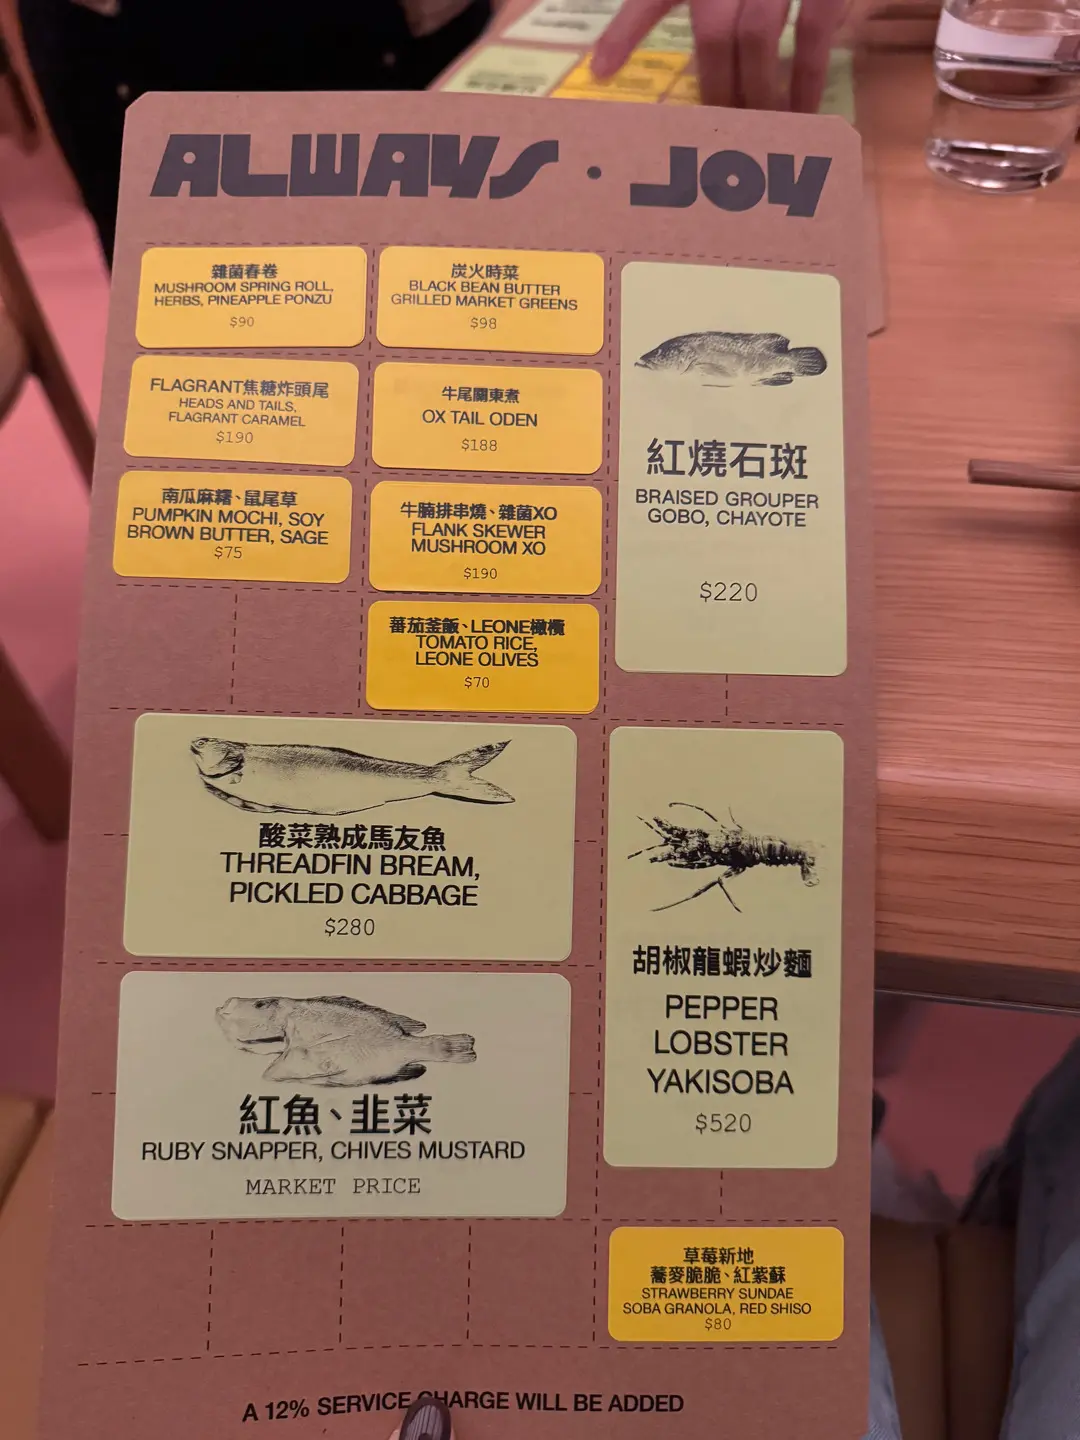 ALWAYS · JOY
雜菌春卷
MUSHROOM SPRING ROLL,
HERBS, PINEAPPLE PONZU
$90
炭火時菜
BLACK BEAN BUTTER
GRILLED MARKET GREENS
$98
FLAGRANT焦糖炸頭尾
HEADS AND TAILS,
FLAGRANT CARAMEL
$190
牛尾關東煮
OX TAIL ODEN
$188
南瓜麻糬、鼠尾草
PUMPKIN MOCHI, SOY
BROWN BUTTER, SAGE
$75
牛腩排串燒、雜菌XO
FLANK SKEWER
MUSHROOM XO
$190
蕃茄釜飯、LEONE橄欖
TOMATO RICE,
LEONE OLIVES
$70
紅燒石斑
BRAISED GROUPER
GOBO, CHAYOTE
$220
酸菜熟成馬友魚
THREADFIN BREAM,
PICKLED CABBAGE
$280
紅魚、韭菜
RUBY SNAPPER, CHIVES MUSTARD
MARKET PRICE
胡椒龍蝦炒麵
PEPPER
LOBSTER
YAKISOBA
$520
草莓新地
蕎麥脆脆、紅紫蘇
STRAWBERRY SUNDAE
SOBA GRANOLA, RED SHISO
$80
A 12% SERVICE CHARGE WILL BE ADDED